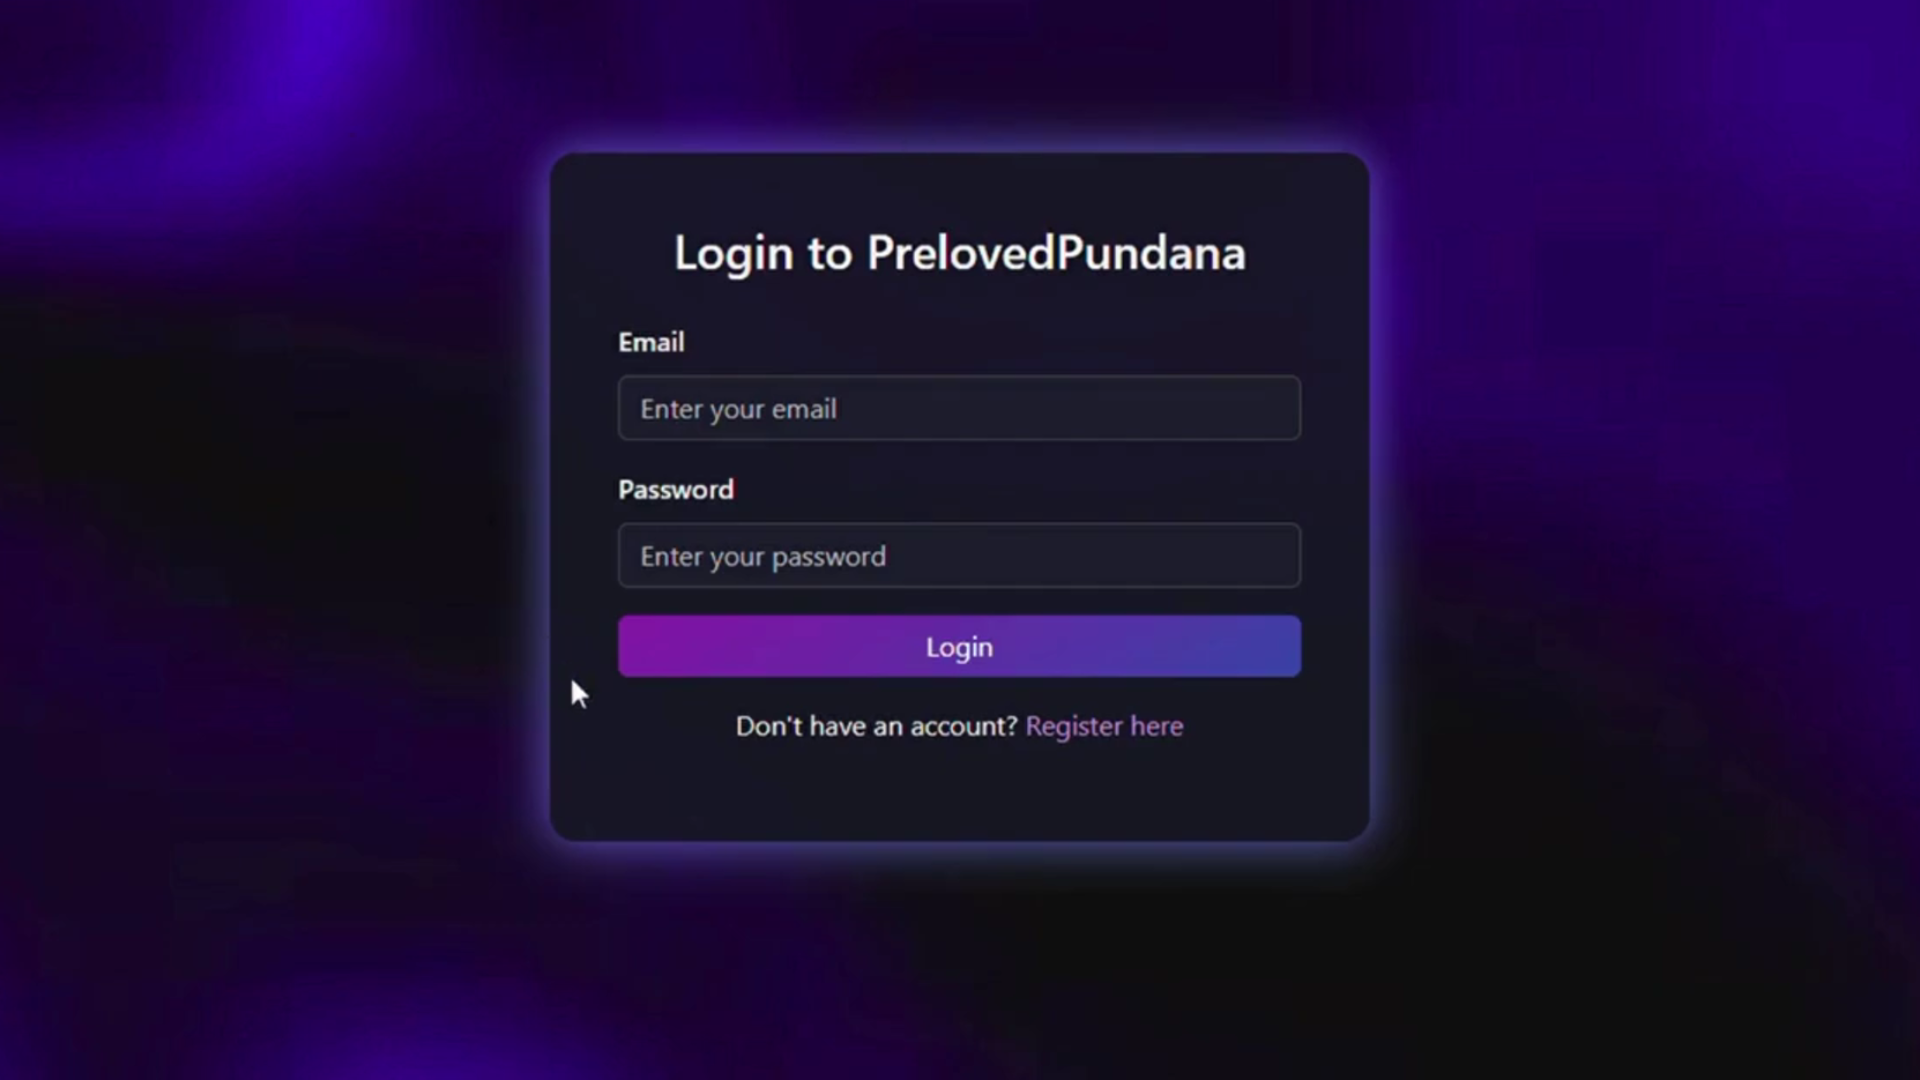 Login to PrelovedPundana
Email
Enter your email
Password
Enter your password
Login
Don't have an account? Register here